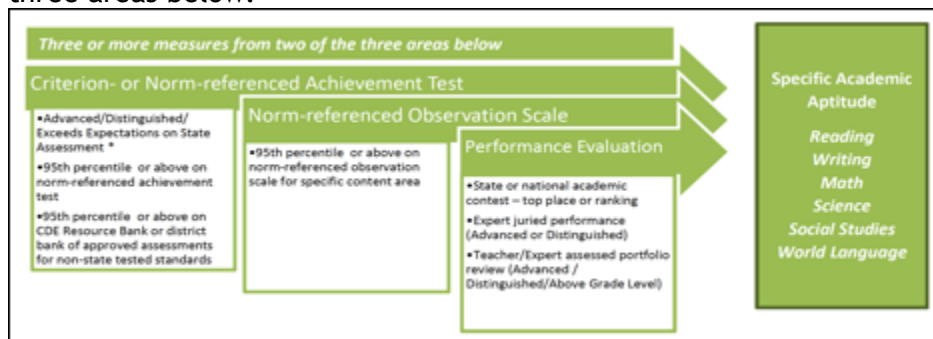 three areas below.
Three or more measures from two of the three areas below
Criterion- or Norm-referenced Achievement Test
•Advanced/Distinguished/
Exceeds Expectations on State
Assessment *
•95th percentile or above on
norm-referenced achievement
test
•95th percentile or above on
CDE Resource Bank or district
bank of approved assessments
for non-state tested standards
Norm-referenced Observation Scale
•95th percentile or above on
norm-referenced observation
scale for specific content area
Performance Evaluation
•State or national academic
contest – top place or ranking
•Expert juried performance
(Advanced or Distinguished)
•Teacher/Expert assessed portfolio
review (Advanced /
Distinguished/Above Grade Level)
Specific Academic
Aptitude
Reading
Writing
Math
Science
Social Studies
World Language